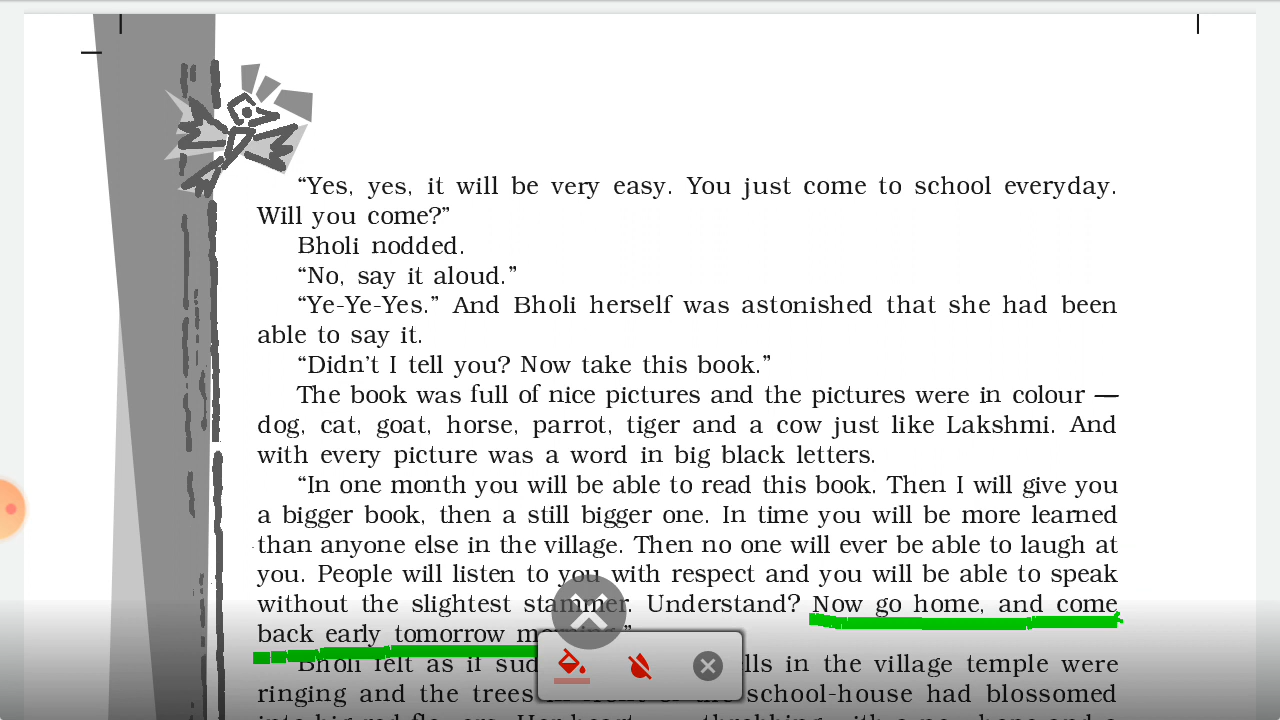 “Yes, yes, it will be very easy. You just come to school everyday.
Will you come?”
Bholi nodded.
“No, say it aloud.”
“Ye-Ye-Yes.” And Bholi herself was astonished that she had been
able to say it.
“Didn’t I tell you? Now take this book.”
The book was full of nice pictures and the pictures were in colour —
dog, cat, goat, horse, parrot, tiger and a cow just like Lakshmi. And
with every picture was a word in big black letters.
“In one month you will be able to read this book. Then I will give you
a bigger book, then a still bigger one. In time you will be more learned
than anyone else in the village. Then no one will ever be able to laugh at
you. People will listen to you with respect and you will be able to speak
without the slightest stammer. Understand? Now go home, and come
back early tomorrow
Bholi felt as if in the village temple were
ringing and the trees school-house had blossomed